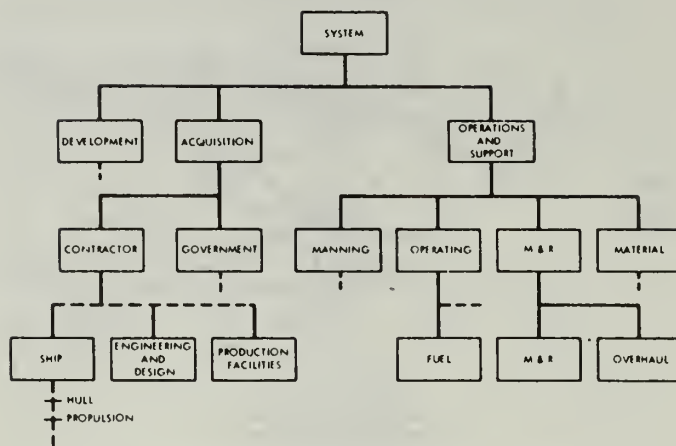 SYSTEM
DEVELOPMENT
ACQUISITION
OPERATIONS
AND
SUPPORT
CONTRACTOR
GOVERNMENT
MANNING
OPERATING
M & R
MATERIAL
SHIP
ENGINEERING
AND
DESIGN
PRODUCTION
FACILITIES
FUEL
M & R
OVERHAUL
HULL
PROPULSION